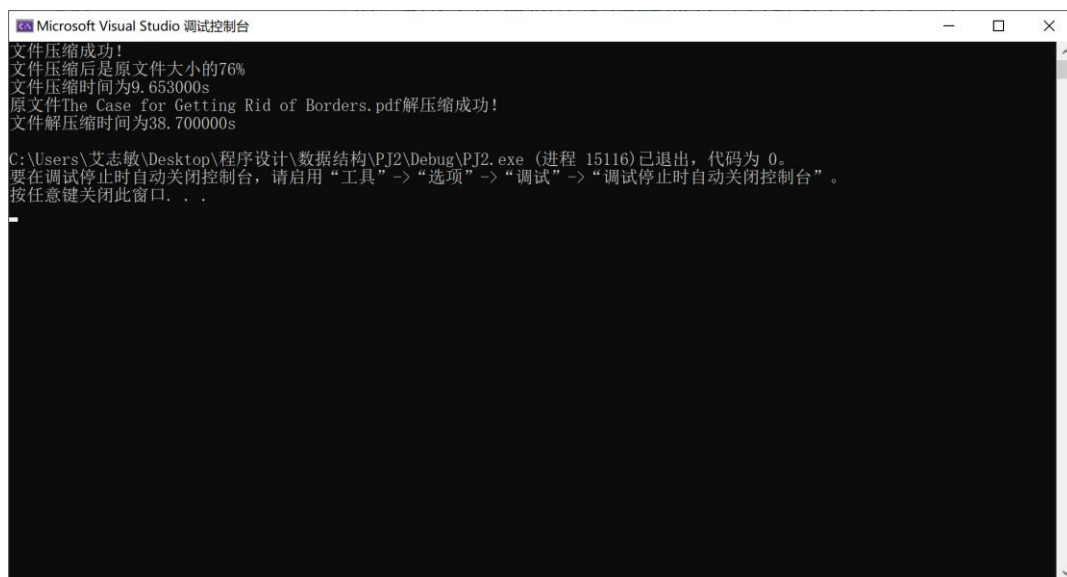 Microsoft Visual Studio 调试控制台
文件压缩成功!
文件压缩后是原文件大小的76%
文件压缩时间为9.653000s
原文件The Case for Getting Rid of Borders.pdf解压缩成功!
文件解压缩时间为38.700000s
C:\Users\艾志敏\Desktop\程序设计\数据结构\PJ2\Debug\PJ2.exe (进程 15116)已退出，代码为 0。
要在调试停止时自动关闭控制台，请启用“工具”->“选项”->“调试”->“调试停止时自动关闭控制台”。
按任意键关闭此窗口. . .